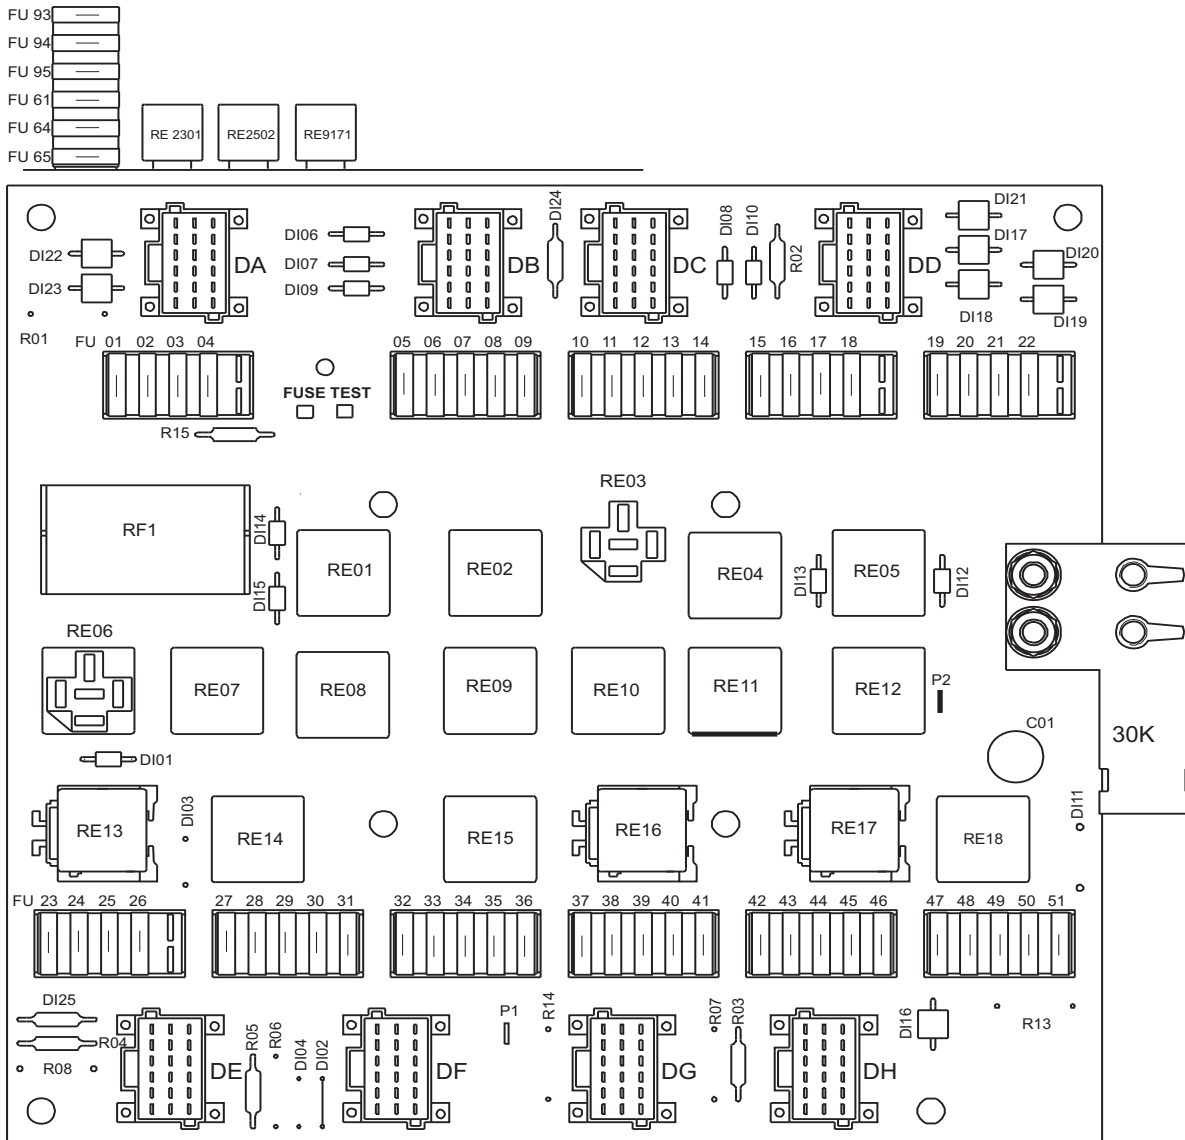 FU 93
FU 94
FU 95
FU 61
FU 64
FU 65
RE 2301 RE2502 RE9171
DI22
DI23
R01
DA
DI06
DI07
DI09
DB
DI24
DC
DI08
DI10
R02
DD
DI21
DI17
DI18
DI20
DI19
FU 01 02 03 04
05 06 07 08 09
10 11 12 13 14
15 16 17 18
19 20 21 22
FUSE TEST
R15
RF1
DI14
DI15
RE01
RE02
RE03
RE04
DI13
RE05
DI12
RE06
RE07
RE08
RE09
RE10
RE11
RE12
P2
C01
30K
DI01
RE13
DI03
RE14
RE15
RE16
RE17
RE18
DI11
FU 23 24 25 26
27 28 29 30 31
32 33 34 35 36
37 38 39 40 41
42 43 44 45 46
47 48 49 50 51
DI25
R04
R08
DE
R05
R06
DI04
DI02
DF
P1
R14
DG
R07
R03
DH
DI16
R13